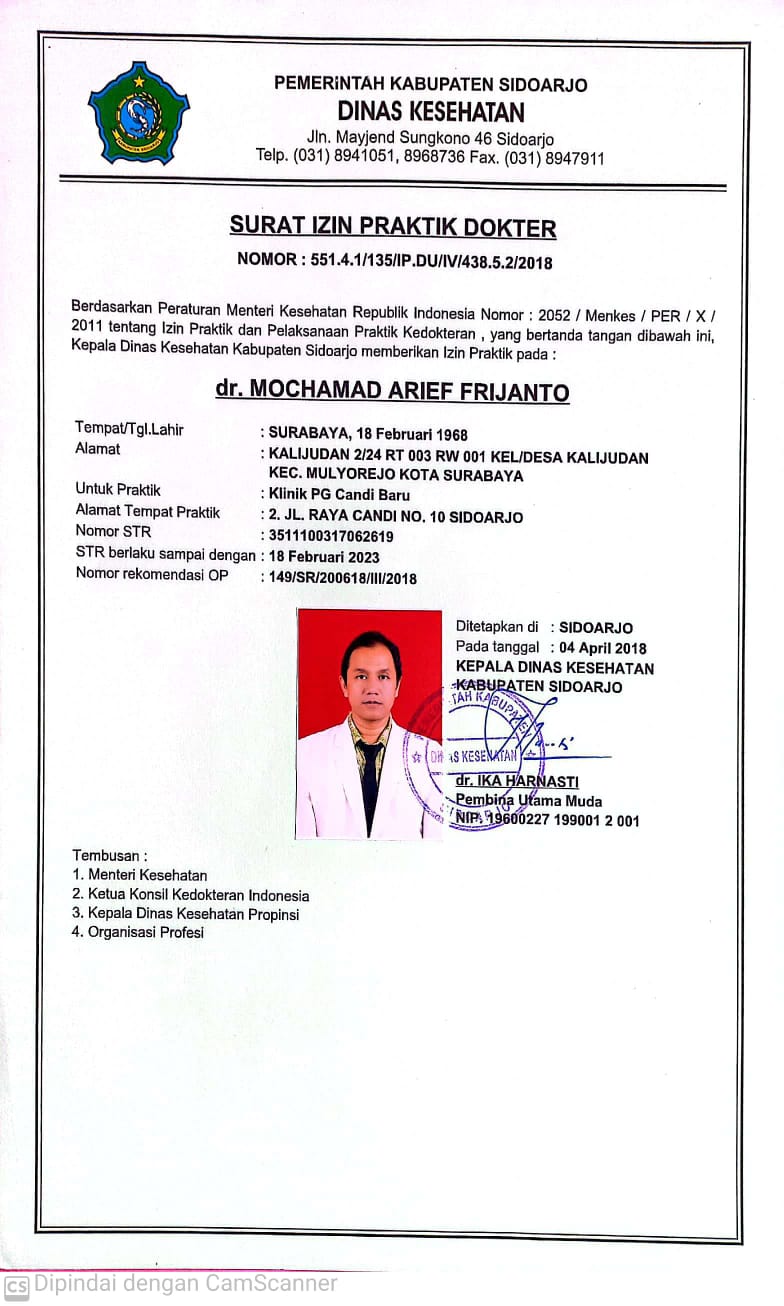 PEMERINTAH KABUPATEN SIDOARJO
DINAS KESEHATAN
Jln. Mayjend Sungkono 46 Sidoarjo
Telp. (031) 8941051, 8968736 Fax. (031) 8947911
SURAT IZIN PRAKTIK DOKTER
NOMOR : 551.4.1/135/IP.DU/IV/438.5.2/2018
Berdasarkan Peraturan Menteri Kesehatan Republik Indonesia Nomor : 2052 / Menkes / PER / X /
2011 tentang Izin Praktik dan Pelaksanaan Praktik Kedokteran , yang bertanda tangan dibawah ini,
Kepala Dinas Kesehatan Kabupaten Sidoarjo memberikan Izin Praktik pada :
dr. MOCHAMAD ARIEF FRIJANTO
Tempat/Tgl.Lahir : SURABAYA, 18 Februari 1968
Alamat : KALIJUDAN 2/24 RT 003 RW 001 KEL/DESA KALIJUDAN
KEC. MULYOREJO KOTA SURABAYA
Untuk Praktik : Klinik PG Candi Baru
Alamat Tempat Praktik : 2. JL. RAYA CANDI NO. 10 SIDOARJO
Nomor STR : 3511100317062619
STR berlaku sampai dengan : 18 Februari 2023
Nomor rekomendasi OP : 149/SR/200618/III/2018
Ditetapkan di : SIDOARJO
Pada tanggal : 04 April 2018
KEPALA DINAS KESEHATAN
KABUPATEN SIDOARJO
DINAS KESEHATAN
dr. IKA HARNASTI
Pembina Utama Muda
NIP. 19600227 199001 2 001
Tembusan :
1. Menteri Kesehatan
2. Ketua Konsil Kedokteran Indonesia
3. Kepala Dinas Kesehatan Propinsi
4. Organisasi Profesi
CS Dipindai dengan CamScanner